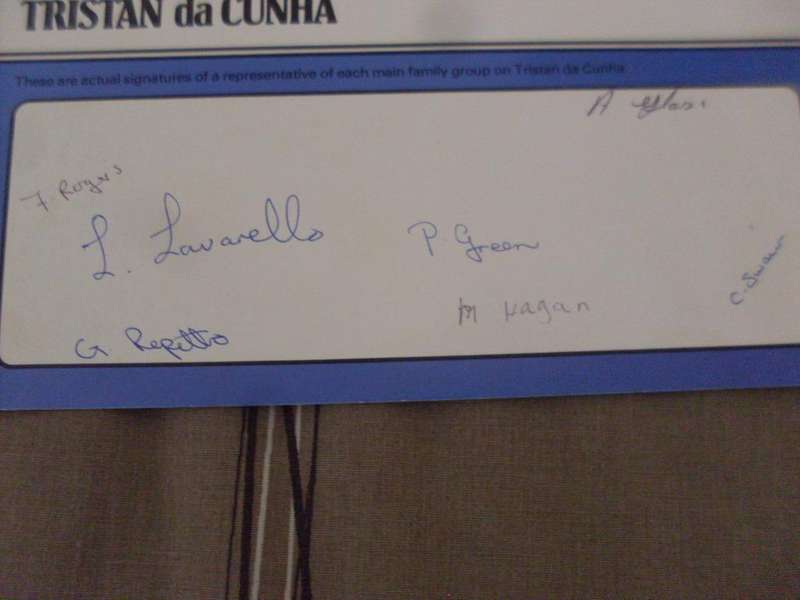 TRISTAN da CUNHA
These are actual signatures of a representative of each main family group on Tristan da Cunha
A Glass
F. Rogers
L. Lavarello
P. Green
C. Swain
M Hagan
G Repetto